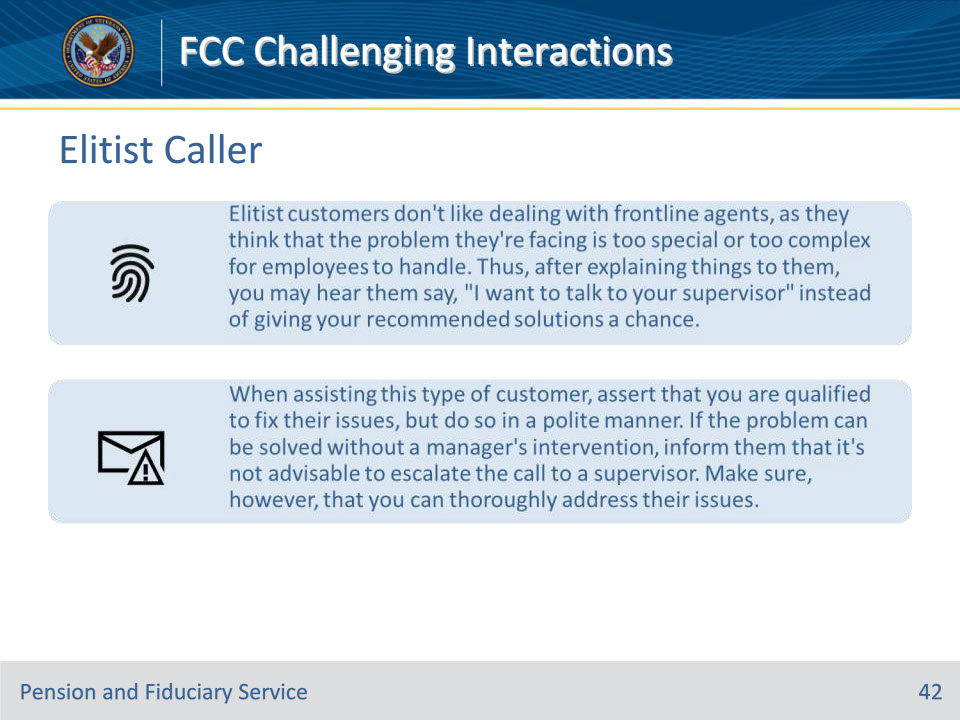 FCC Challenging Interactions
Elitist Caller
Elitist customers don't like dealing with frontline agents, as they
think that the problem they're facing is too special or too complex
for employees to handle. Thus, after explaining things to them,
you may hear them say, "I want to talk to your supervisor" instead
of giving your recommended solutions a chance.
When assisting this type of customer, assert that you are qualified
to fix their issues, but do so in a polite manner. If the problem can
be solved without a manager's intervention, inform them that it's
not advisable to escalate the call to a supervisor. Make sure,
however, that you can thoroughly address their issues.
Pension and Fiduciary Service
42